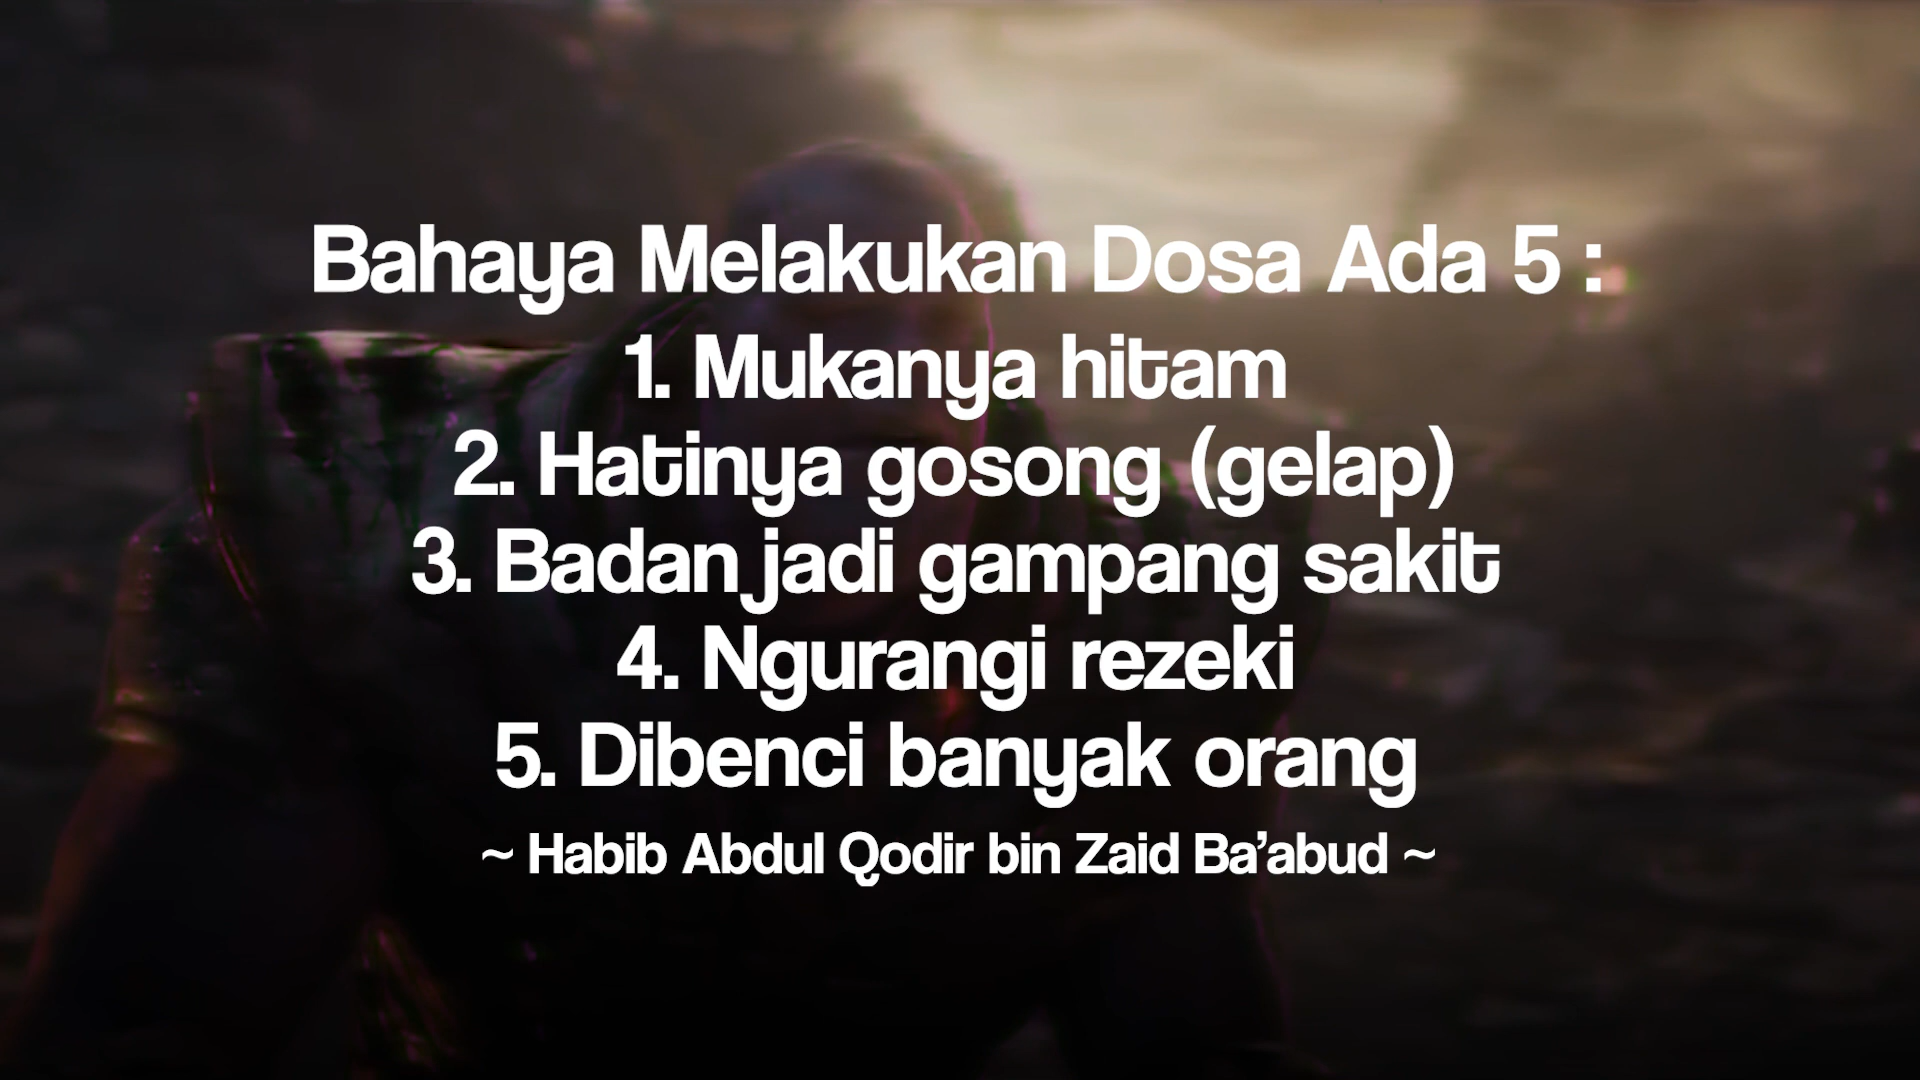 Bahaya Melakukan Dosa Ada 5 :
1. Mukanya hitam
2. Hatinya gosong (gelap)
3. Badan jadi gampang sakit
4. Ngurangi rezeki
5. Dibenci banyak orang
~ Habib Abdul Qodir bin Zaid Ba’abud ~